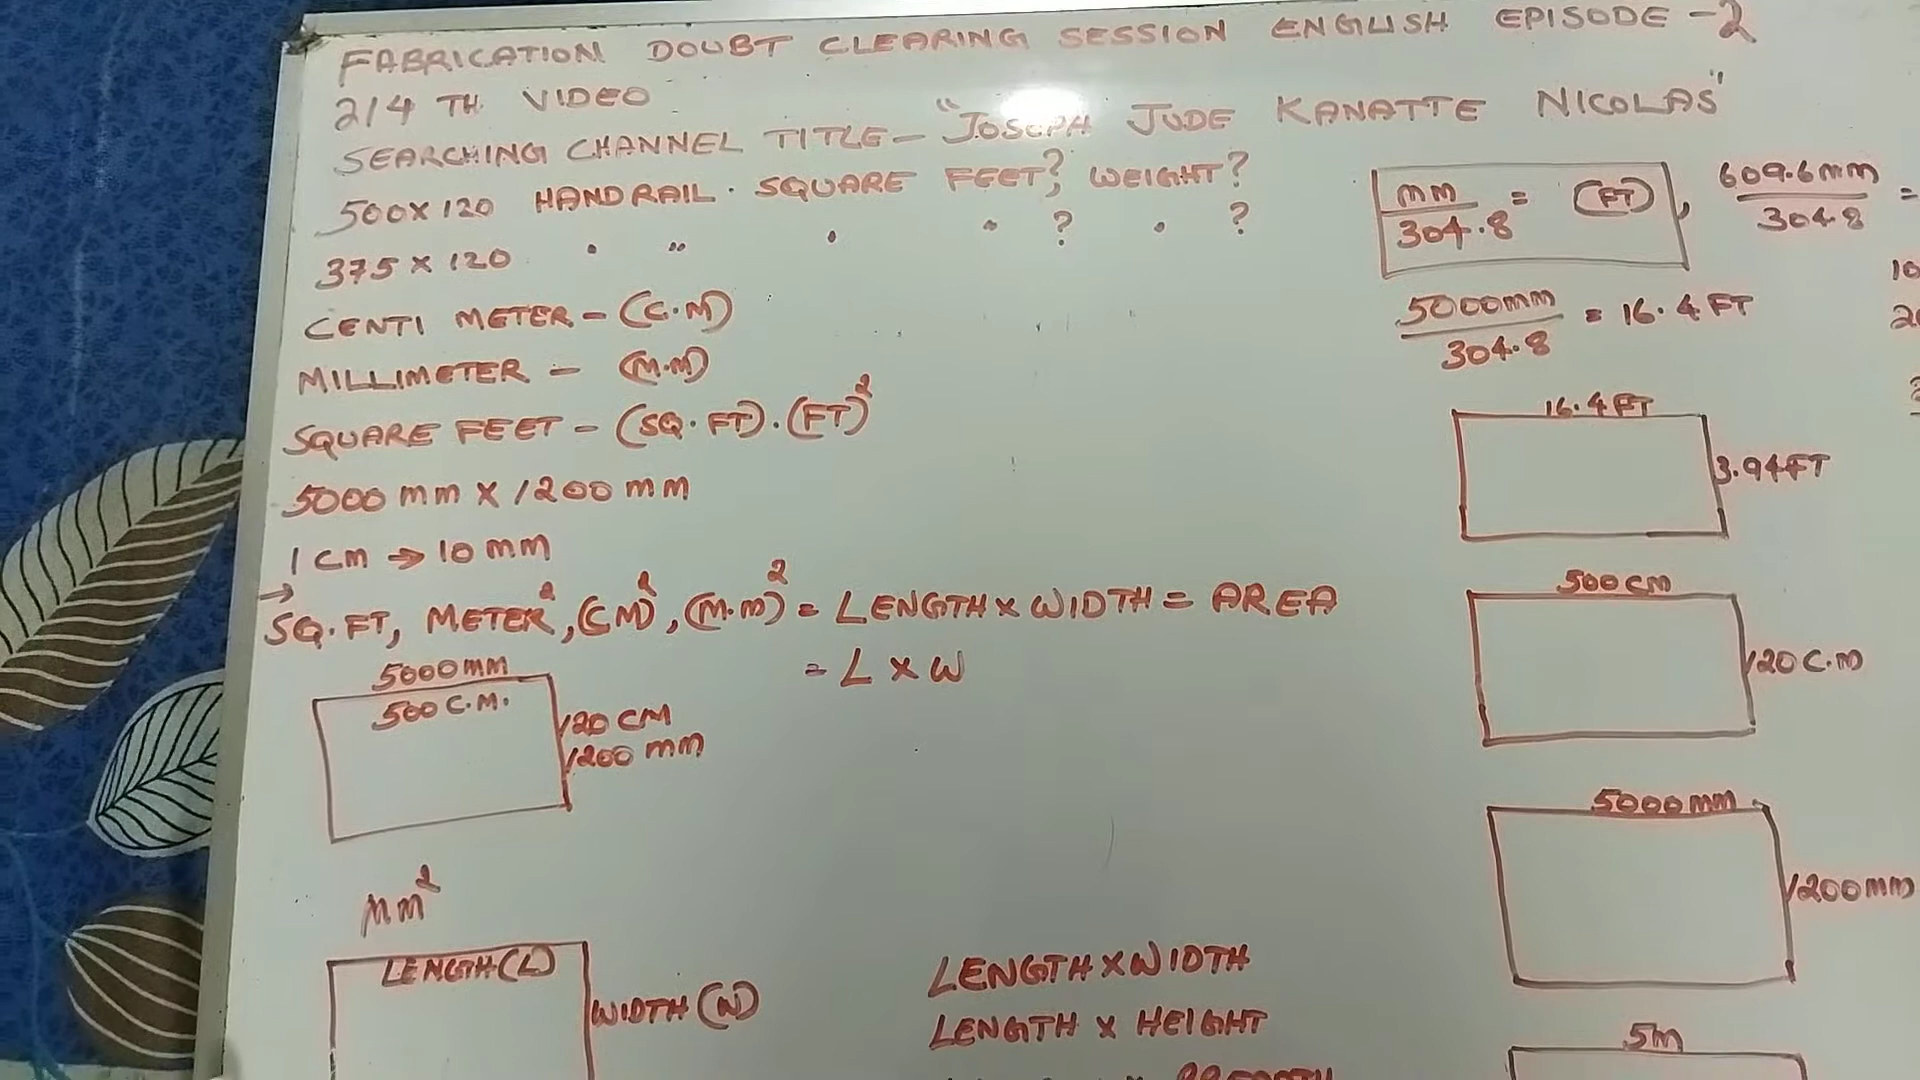 FABRICATION DOUBT CLEARING SESSION ENGLISH EPISODE -2
214 TH VIDEO
SEARCHING CHANNEL TITLE - "JOSEPH JUDE KANATTE NICOLAS"
500 X 120 HANDRAIL . SQUARE FEET?, WEIGHT?
375 X 120 " " " " ? " ?
CENTI METER - (C.M)
MILLIMETER - (M.M)
SQUARE FEET - (SQ.FT).(FT)²
5000 mm X 1200 mm
1 CM → 10 mm
→
SQ.FT, METER², (CM)², (M.M)² = LENGTH X WIDTH = AREA
= L X W
5000 mm
500 C.M.
120 CM
1200 mm
Mm²
LENGTH (L)
WIDTH (W)
LENGTH X WIDTH
LENGTH X HEIGHT
mm/304.8 = (FT), 609.6mm/304.8 =
5000mm/304.8 = 16.4 FT
16.4 FT
3.94 FT
500 CM
120 C.M
5000 mm
1200 mm
5m